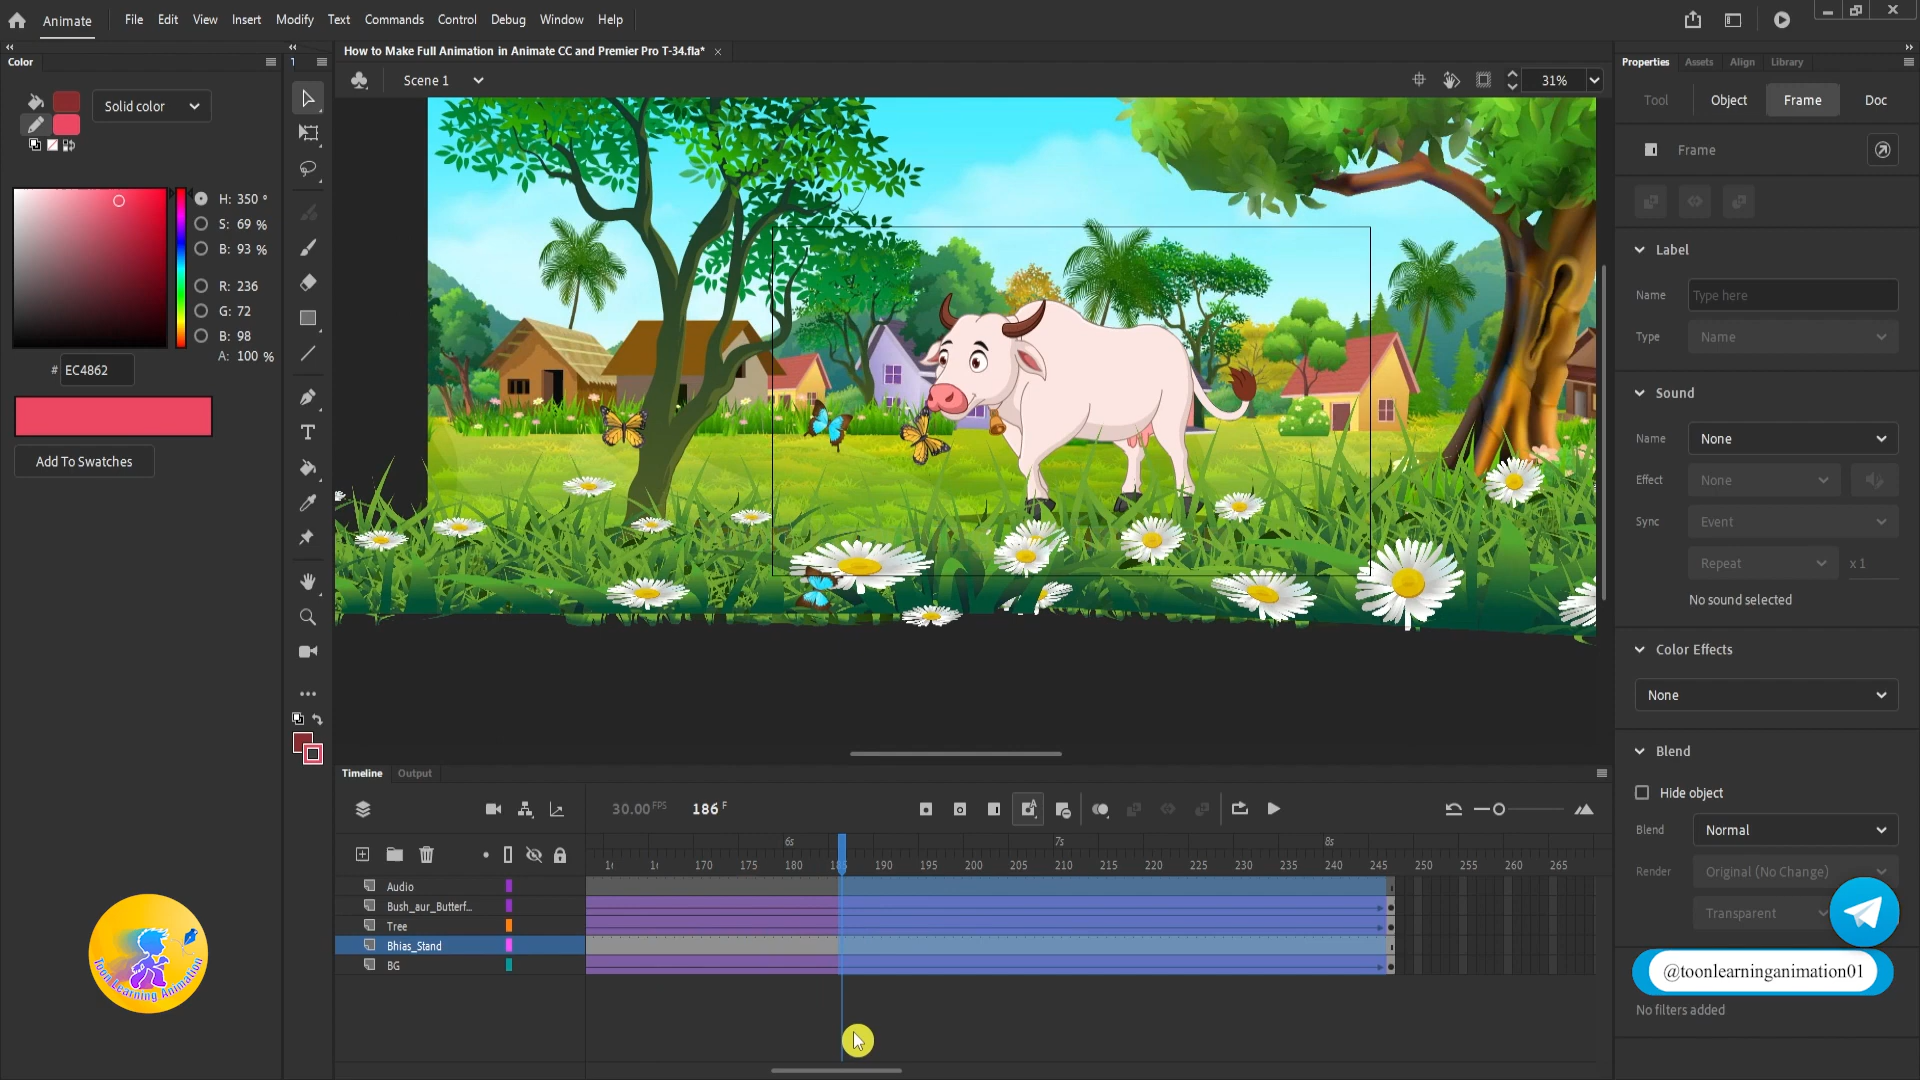 Animate File Edit View Insert Modify Text Commands Control Debug Window Help
Color
How to Make Full Animation in Animate CC and Premier Pro T-34.fla*
Properties Assets Align Library
Scene 1
31%
Solid color
Tool Object Frame Doc
Frame
H: 350 °
S: 69 %
B: 93 %
R: 236
G: 72
B: 98
A: 100 %
# EC4862
Add To Swatches
Label
Name Type here
Type Name
Sound
Name None
Effect None
Sync Event
Repeat x 1
No sound selected
Color Effects
None
Blend
Hide object
Blend Normal
Render Original (No Change)
Transparent
@toonlearninganimation01
No filters added
Timeline Output
30.00 FPS 186 F
6s 7s 8s
170 175 180 190 195 200 205 210 215 220 225 230 235 240 245 250 255 260 265
Audio
Bush_aur_Butterf...
Tree
Bhias_Stand
BG
Toon Learning Animation